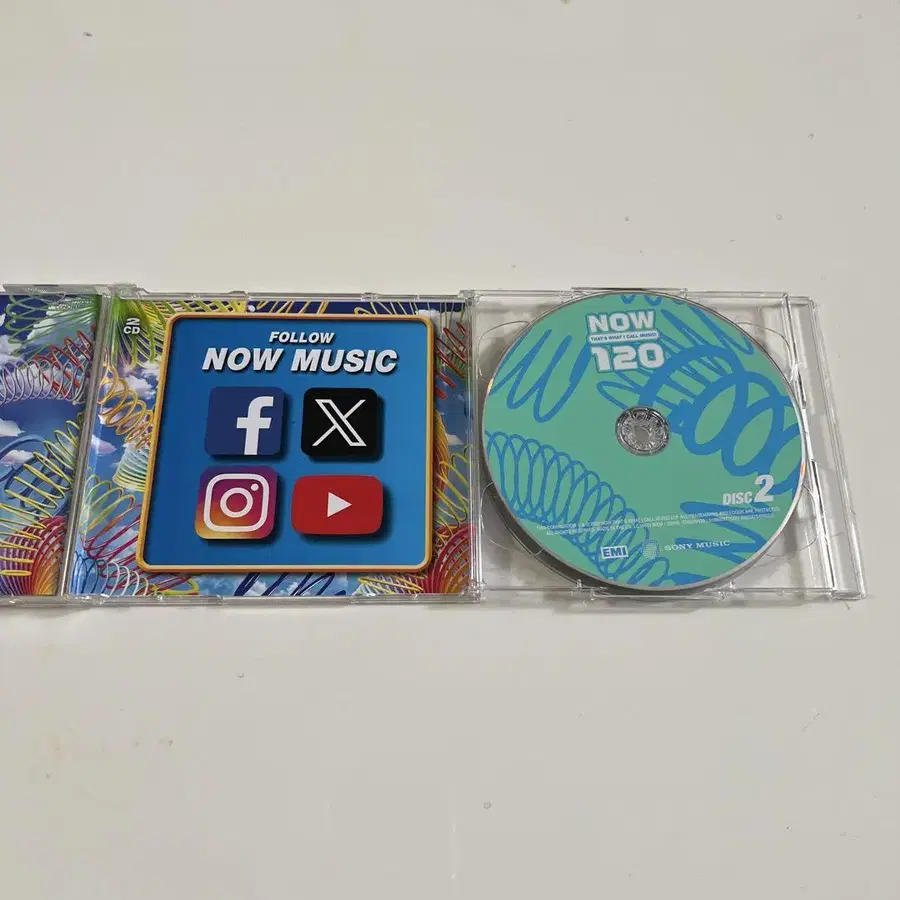 2
CD
FOLLOW
NOW MUSIC
NOW
THAT'S WHAT I CALL MUSIC!
120
DISC 2
EMI
SONY MUSIC